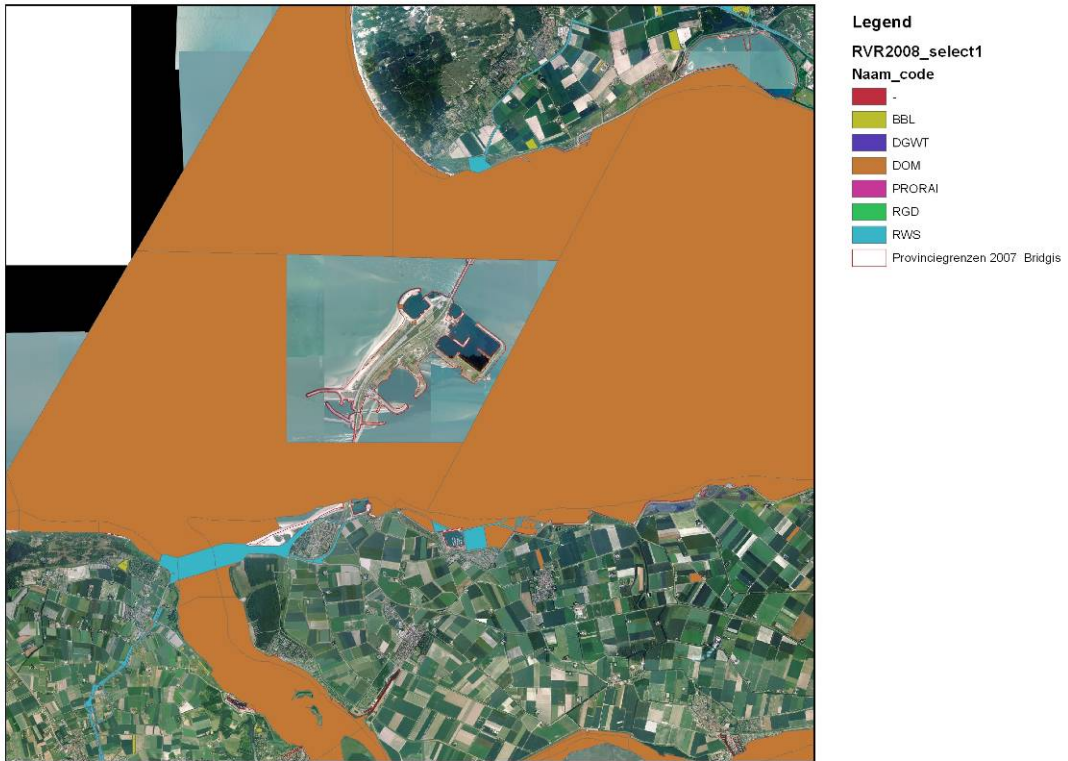 Legend
RVR2008_select1
Naam_code
-
BBL
DGWT
DOM
PRORAI
RGD
RWS
Provinciegrenzen 2007 Bridgis